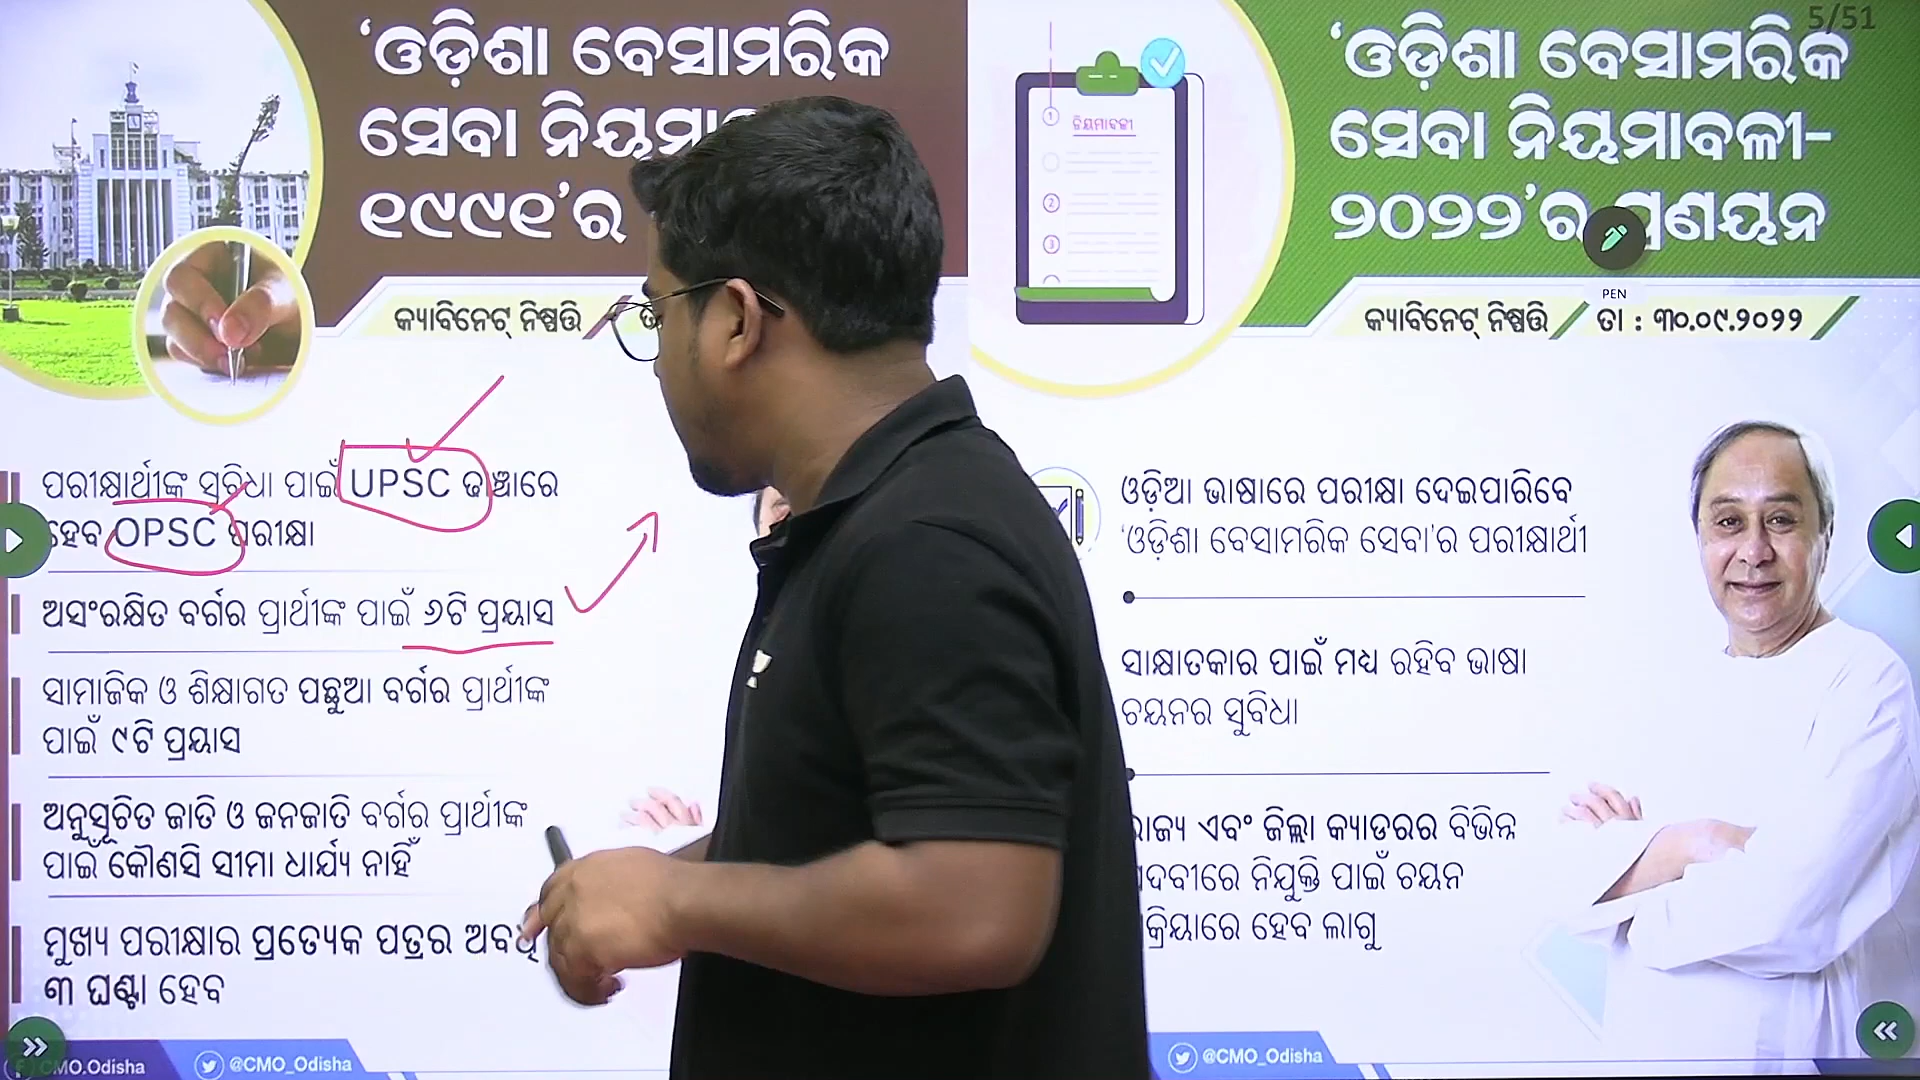 ‘ଓଡ଼ିଶା ବେସାମରିକ
ସେବା
୧୯୯୧’ର
କ୍ୟାବିନେଟ୍ ନିଷ୍ପତ୍ତି
ପରୀକ୍ଷାର୍ଥୀଙ୍କ ସୁବିଧା ପାଇଁ UPSC ଢାଞ୍ଚାରେ
ହେବ OPSC ପରୀକ୍ଷା
ଅସଂରକ୍ଷିତ ବର୍ଗର ପ୍ରାର୍ଥୀଙ୍କ ପାଇଁ ୬ଟି ପ୍ରୟାସ
ସାମାଜିକ ଓ ଶିକ୍ଷାଗତ ପଛୁଆ ବର୍ଗର ପ୍ରାର୍ଥୀଙ୍କ
ପାଇଁ ୯ଟି ପ୍ରୟାସ
ଅନୁସୂଚିତ ଜାତି ଓ ଜନଜାତି ବର୍ଗର ପ୍ରାର୍ଥୀଙ୍କ
ପାଇଁ କୌଣସି ସୀମା ଧାର୍ଯ୍ୟ ନାହିଁ
ମୁଖ୍ୟ ପରୀକ୍ଷାର ପ୍ରତ୍ୟେକ ପତ୍ରର ଅବଧି
୩ ଘଣ୍ଟା ହେବ
CMO.Odisha
@CMO_Odisha
5/51
‘ଓଡ଼ିଶା ବେସାମରିକ
ସେବା ନିୟମାବଳୀ-
୨୦୨୨’ର ପ୍ରଣୟନ
ନିୟମାବଳୀ
1
2
3
PEN
କ୍ୟାବିନେଟ୍ ନିଷ୍ପତ୍ତି ତା : ୩୦.୦୯.୨୦୨୨
ଓଡ଼ିଆ ଭାଷାରେ ପରୀକ୍ଷା ଦେଇପାରିବେ
‘ଓଡ଼ିଶା ବେସାମରିକ ସେବା’ର ପରୀକ୍ଷାର୍ଥୀ
ସାକ୍ଷାତକାର ପାଇଁ ମଧ୍ୟ ରହିବ ଭାଷା
ଚୟନର ସୁବିଧା
ରାଜ୍ୟ ଏବଂ ଜିଲ୍ଲା କ୍ୟାଡରର ବିଭିନ୍ନ
ପଦବୀରେ ନିଯୁକ୍ତି ପାଇଁ ଚୟନ
ପ୍ରକ୍ରିୟାରେ ହେବ ଲାଗୁ
@CMO_Odisha